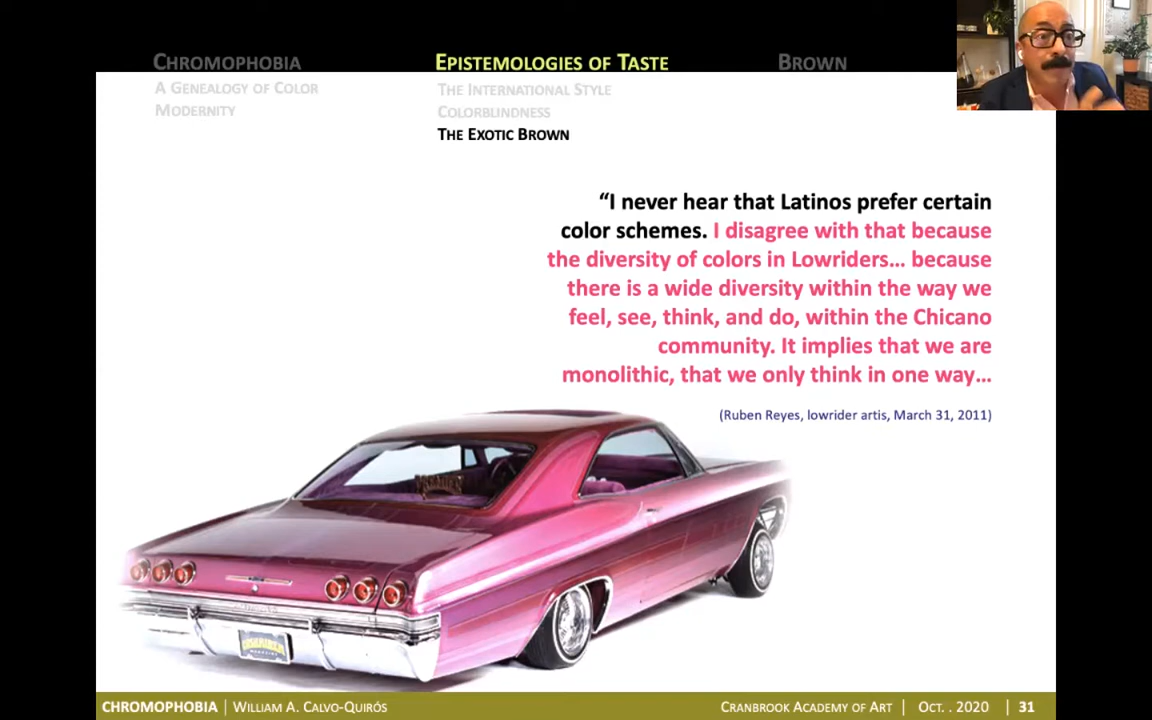 CHROMOPHOBIA
A GENEALOGY OF COLOR
MODERNITY
EPISTEMOLOGIES OF TASTE
THE INTERNATIONAL STYLE
COLORBLINDNESS
THE EXOTIC BROWN
BROWN
“I never hear that Latinos prefer certain
color schemes. I disagree with that because
the diversity of colors in Lowriders... because
there is a wide diversity within the way we
feel, see, think, and do, within the Chicano
community. It implies that we are
monolithic, that we only think in one way...
(Ruben Reyes, lowrider artis, March 31, 2011)
CHROMOPHOBIA | WILLIAM A. CALVO-QUIRÓS
CRANBROOK ACADEMY OF ART | OCT. . 2020 | 31